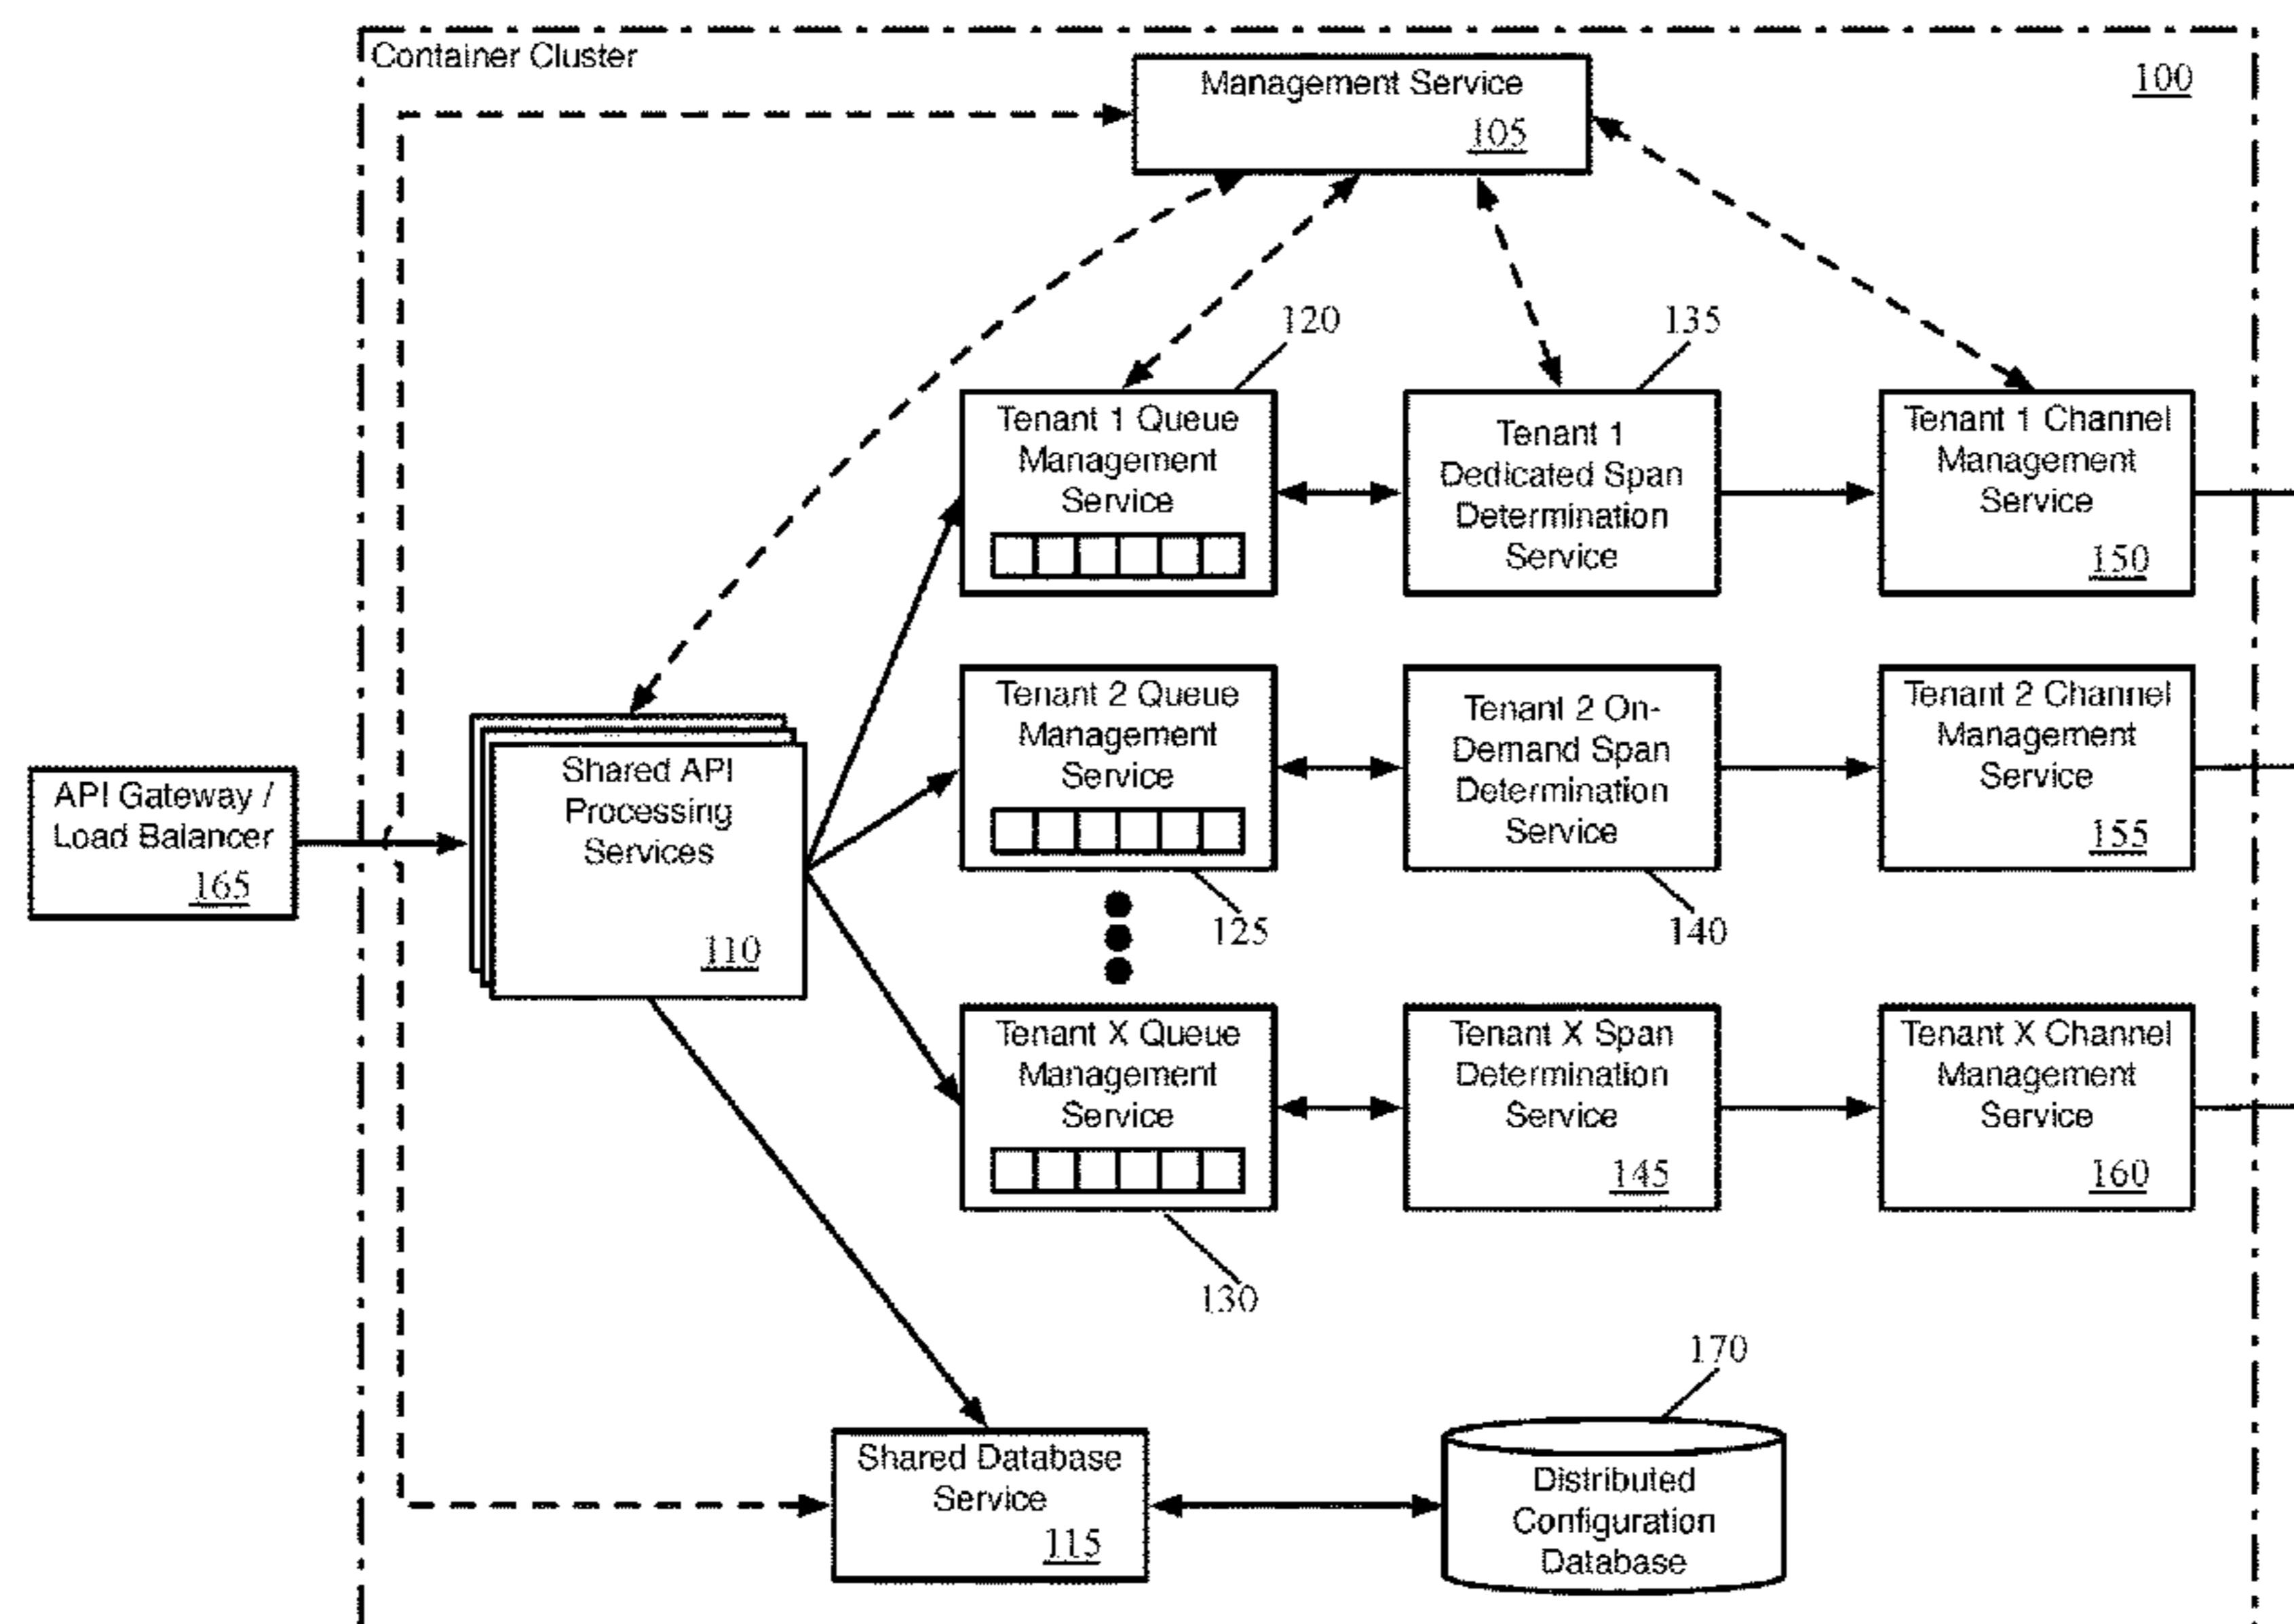 Container Cluster
100
Management Service
105
120
135
Tenant 1 Queue
Management
Service
Tenant 1
Dedicated Span
Determination
Service
Tenant 1 Channel
Management
Service
150
Tenant 2 Queue
Management
Service
125
Tenant 2 On-
Demand Span
Determination
Service
140
Tenant 2 Channel
Management
Service
155
API Gateway /
Load Balancer
165
Shared API
Processing
Services
110
Tenant X Queue
Management
Service
130
Tenant X Span
Determination
Service
145
Tenant X Channel
Management
Service
160
170
Shared Database
Service
115
Distributed
Configuration
Database